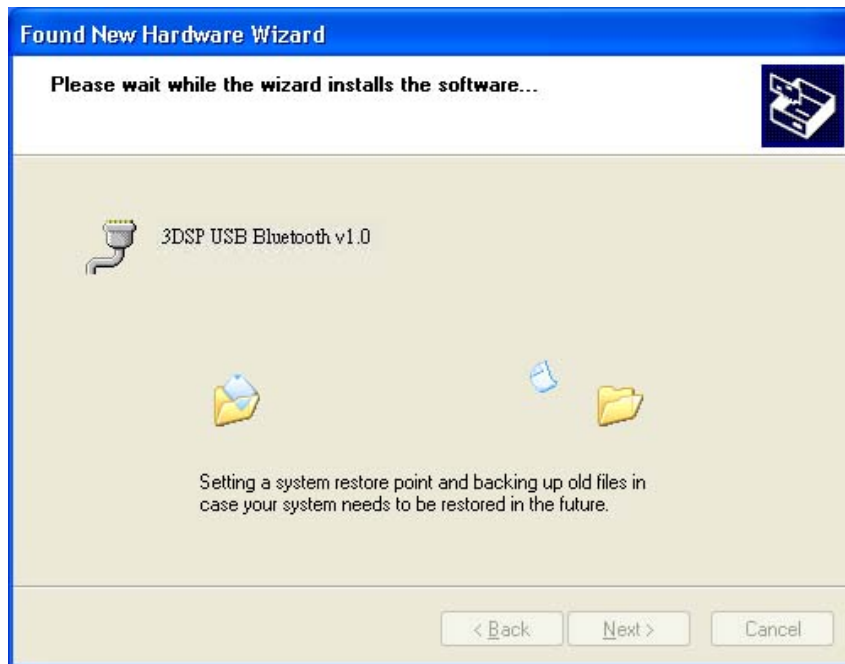 Found New Hardware Wizard
Please wait while the wizard installs the software...
3DSP USB Bluetooth v1.0
Setting a system restore point and backing up old files in
case your system needs to be restored in the future.
< Back Next > Cancel